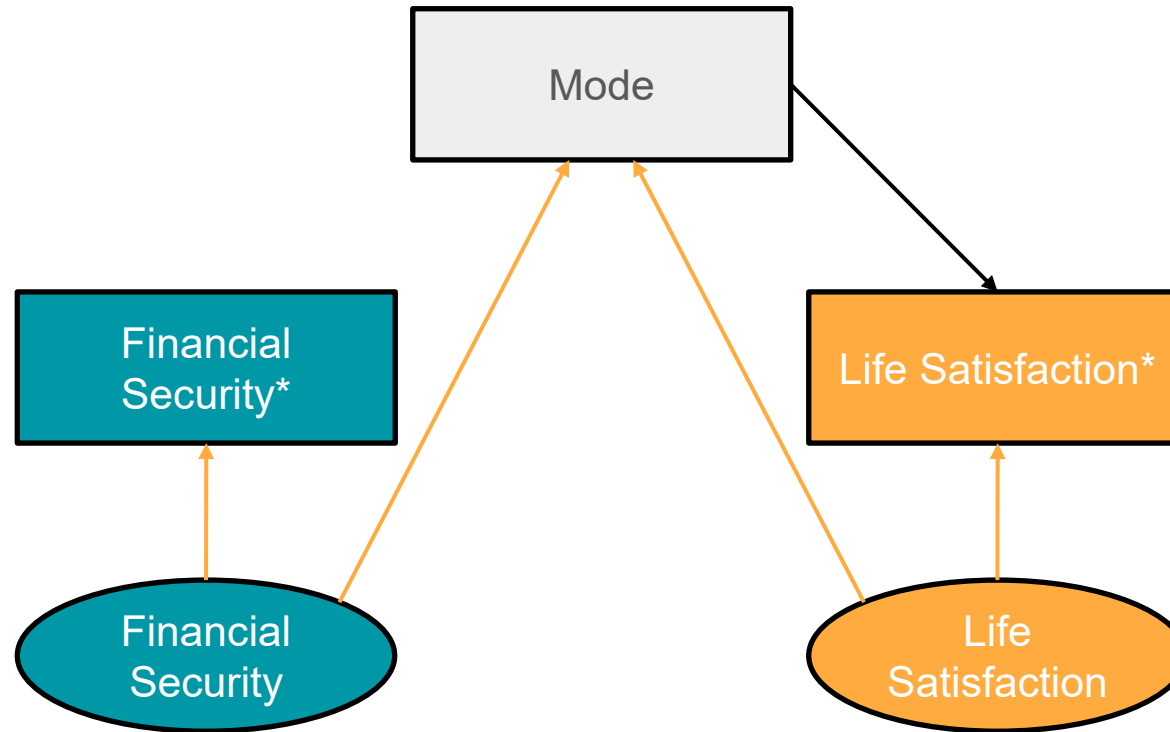 Mode
Financial
Security*
Life Satisfaction*
Financial
Security
Life
Satisfaction